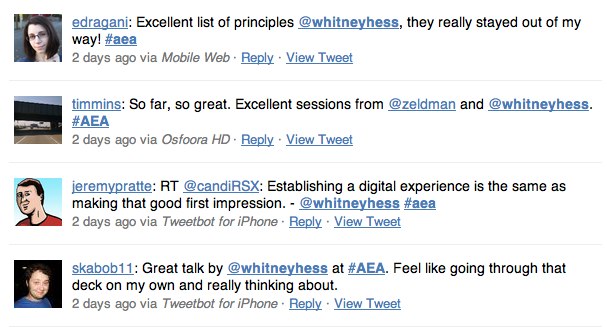 edragani: Excellent list of principles @whitneyhess, they really stayed out of my
way! #aea
2 days ago via Mobile Web · Reply · View Tweet
timmins: So far, so great. Excellent sessions from @zeldman and @whitneyhess.
#AEA
2 days ago via Osfoora HD · Reply · View Tweet
jeremypratte: RT @candiRSX: Establishing a digital experience is the same as
making that good first impression. - @whitneyhess #aea
2 days ago via Tweetbot for iPhone · Reply · View Tweet
skabob11: Great talk by @whitneyhess at #AEA. Feel like going through that
deck on my own and really thinking about.
2 days ago via Tweetbot for iPhone · Reply · View Tweet